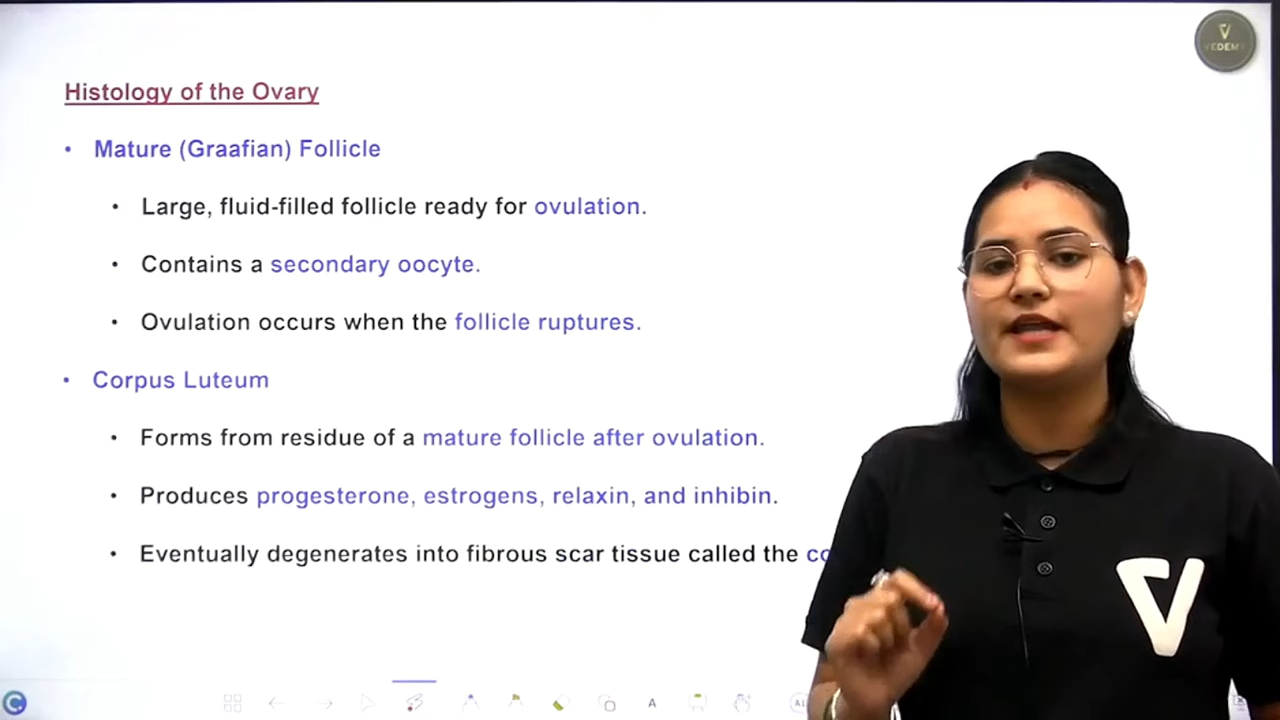 VEDEMY
Histology of the Ovary
• Mature (Graafian) Follicle
• Large, fluid-filled follicle ready for ovulation.
• Contains a secondary oocyte.
• Ovulation occurs when the follicle ruptures.
• Corpus Luteum
• Forms from residue of a mature follicle after ovulation.
• Produces progesterone, estrogens, relaxin, and inhibin.
• Eventually degenerates into fibrous scar tissue called the
A